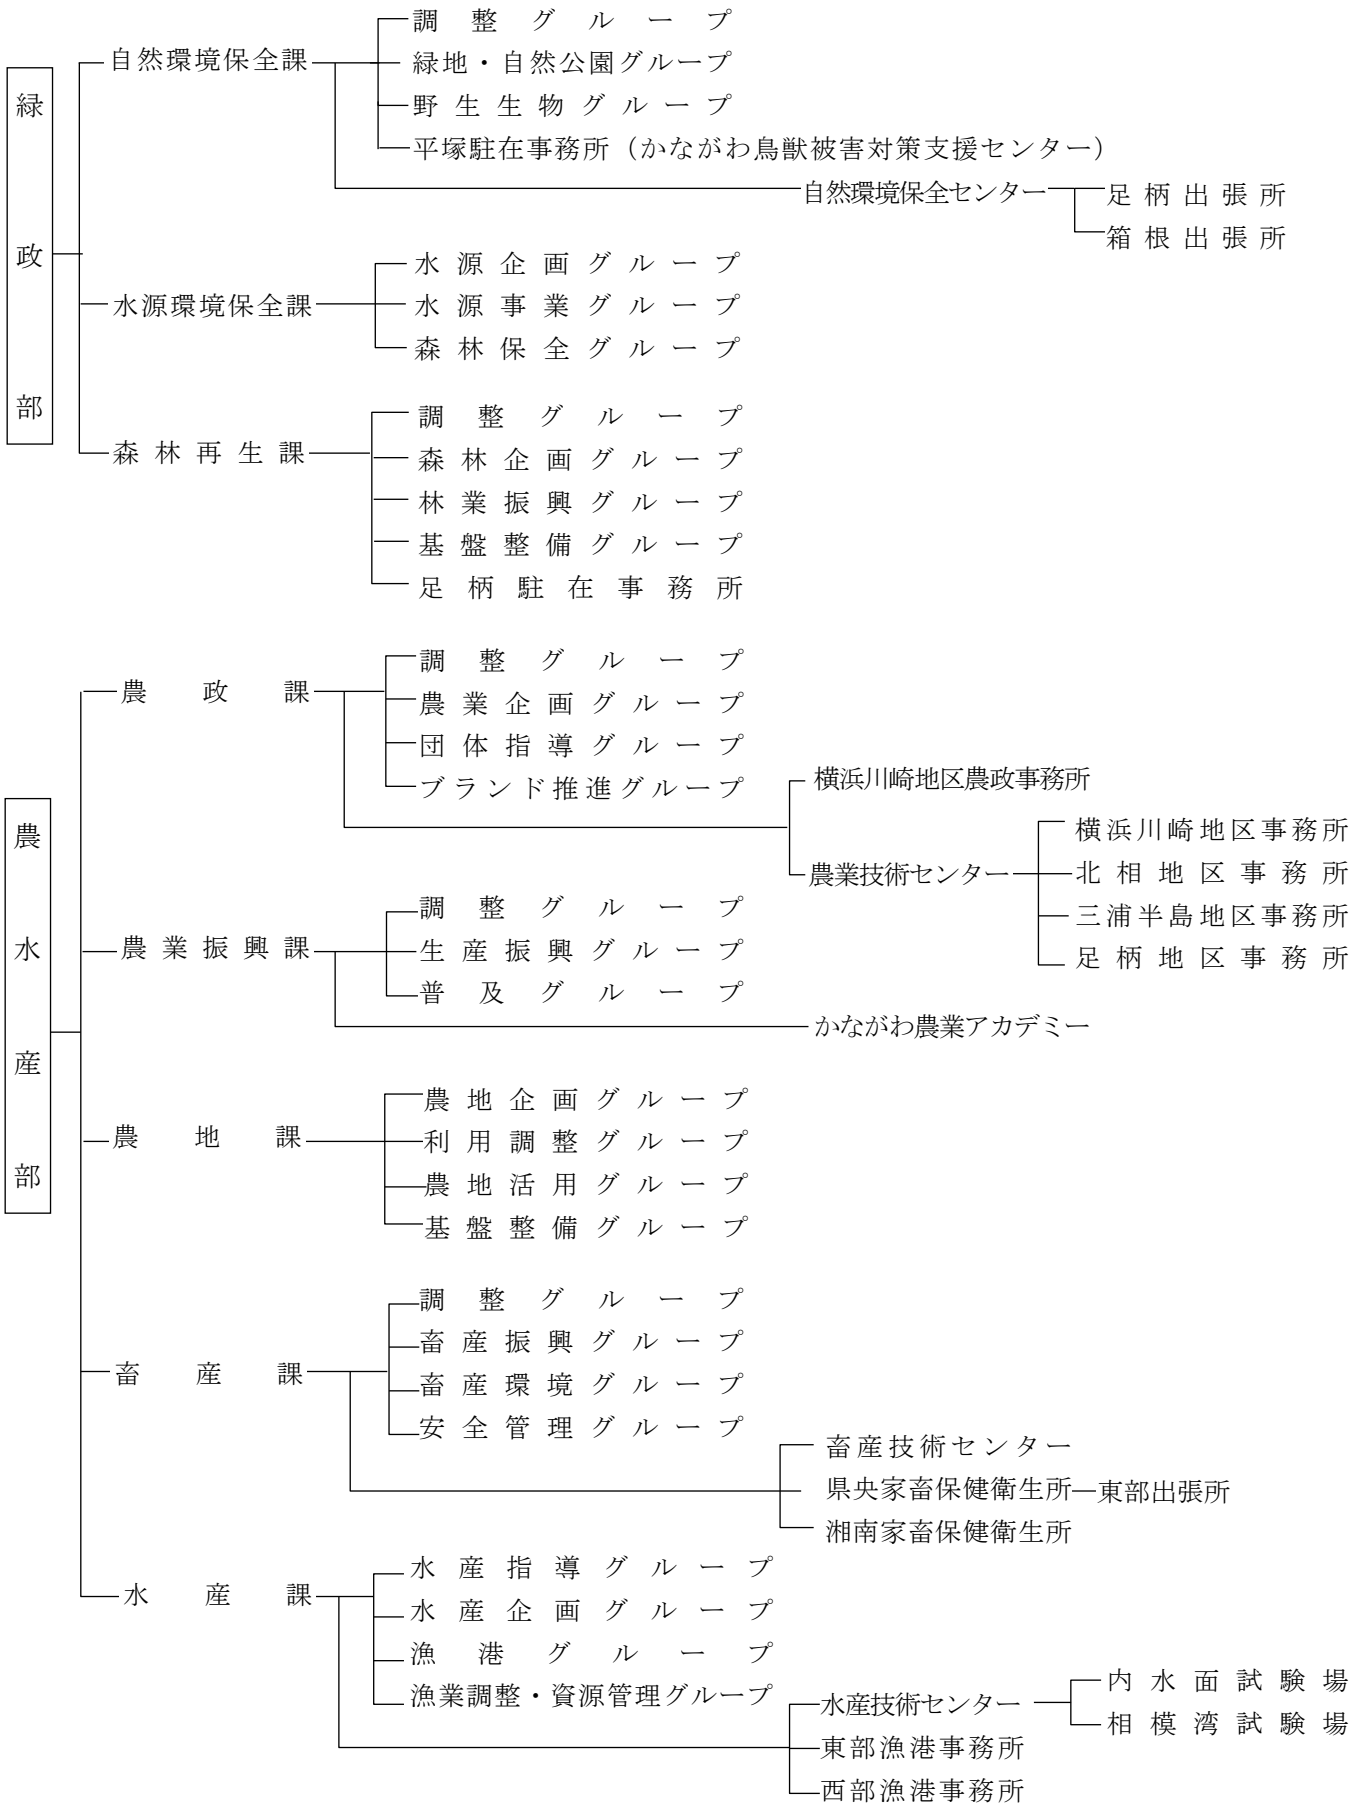 緑政部
自然環境保全課
調整グループ
緑地・自然公園グループ
野生生物グループ
平塚駐在事務所（かながわ鳥獣被害対策支援センター）
自然環境保全センター
足柄出張所
箱根出張所
水源環境保全課
水源企画グループ
水源事業グループ
森林保全グループ
森林再生課
調整グループ
森林企画グループ
林業振興グループ
基盤整備グループ
足柄駐在事務所
農水産部
農政課
調整グループ
農業企画グループ
団体指導グループ
ブランド推進グループ
横浜川崎地区農政事務所
農業技術センター
横浜川崎地区事務所
北相地区事務所
三浦半島地区事務所
足柄地区事務所
農業振興課
調整グループ
生産振興グループ
普及グループ
かながわ農業アカデミー
農地課
農地企画グループ
利用調整グループ
農地活用グループ
基盤整備グループ
畜産課
調整グループ
畜産振興グループ
畜産環境グループ
安全管理グループ
畜産技術センター
県央家畜保健衛生所
東部出張所
湘南家畜保健衛生所
水産課
水産指導グループ
水産企画グループ
漁港グループ
漁業調整・資源管理グループ
水産技術センター
内水面試験場
相模湾試験場
東部漁港事務所
西部漁港事務所